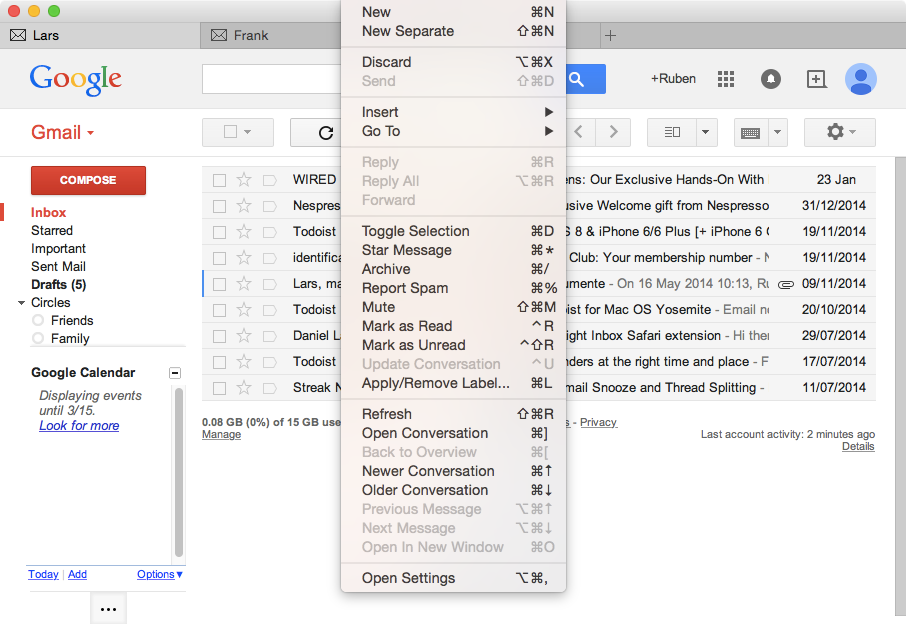 Lars
Frank
Google
+Ruben
Gmail
COMPOSE
Inbox
Starred
Important
Sent Mail
Drafts (5)
Circles
Friends
Family
Google Calendar
Displaying events
until 3/15.
Look for more
Today | Add Options ▾
...
New ⌘N
New Separate ⇧⌘N
Discard ⌥⌘X
Send ⇧⌘D
Insert ▶
Go To ▶
Reply ⌘R
Reply All ⌥⌘R
Forward
Toggle Selection ⌘D
Star Message ⌘*
Archive ⌘/
Report Spam ⌘%
Mute ⇧⌘M
Mark as Read ^R
Mark as Unread ^⇧R
Update Conversation ^U
Apply/Remove Label... ⌘L
Refresh ⇧⌘R
Open Conversation ⌘]
Back to Overview ⌘[
Newer Conversation ⌘↑
Older Conversation ⌘↓
Previous Message ⌥⌘↑
Next Message ⌥⌘↓
Open In New Window ⌘O
Open Settings ⌥⌘,
WIRED ens: Our Exclusive Hands-On With 23 Jan
Nespres usive Welcome gift from Nespresso 31/12/2014
Todoist S 8 & iPhone 6/6 Plus [+ iPhone 6 19/11/2014
identifica Club: Your membership number - 19/11/2014
Lars, ma umente - On 16 May 2014 10:13, Ru 09/11/2014
Todoist ist for Mac OS Yosemite - Email 20/10/2014
Daniel L ight Inbox Safari extension - Hi ther 29/07/2014
Todoist nders at the right time and place - F 17/07/2014
Streak N mail Snooze and Thread Splitting - 11/07/2014
0.08 GB (0%) of 15 GB use s - Privacy
Manage
Last account activity: 2 minutes ago
Details